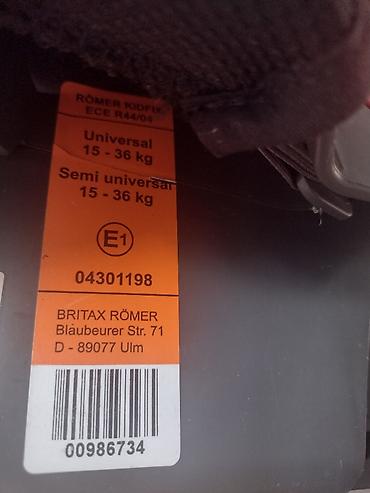 RÖMER KIDFIX
ECE R44/04
Universal
15 - 36 kg
Semi universal
15 - 36 kg
E1
04301198
BRITAX RÖMER
Blaubeurer Str. 71
D - 89077 Ulm
00986734